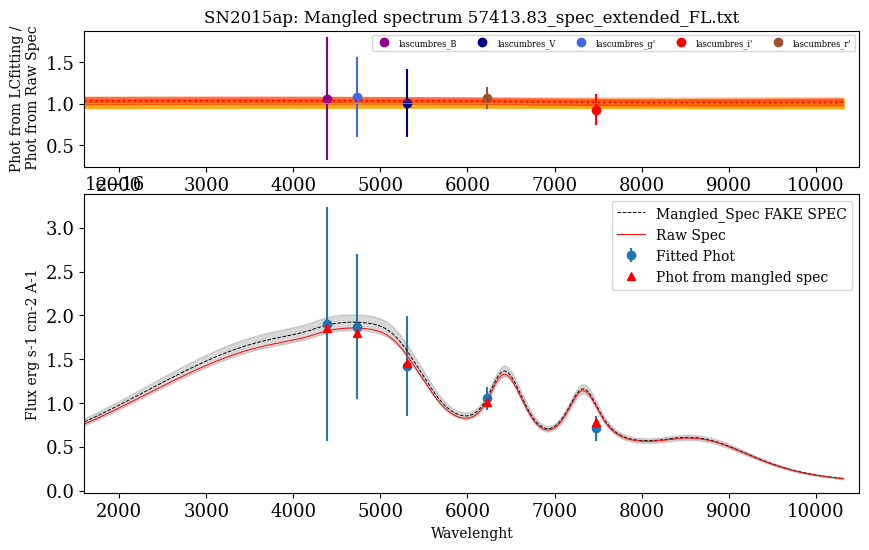 SN2015ap: Mangled spectrum 57413.83_spec_extended_FL.txt
Phot from LCfitting /
Phot from Raw Spec
lascumbres_B
lascumbres_V
lascumbres_g'
lascumbres_i'
lascumbres_r'
1.5
1.0
0.5
2000 3000 4000 5000 6000 7000 8000 9000 10000
1e−16
Flux erg s-1 cm-2 A-1
3.0
2.5
2.0
1.5
1.0
0.5
0.0
Mangled_Spec FAKE SPEC
Raw Spec
Fitted Phot
Phot from mangled spec
2000 3000 4000 5000 6000 7000 8000 9000 10000
Wavelenght